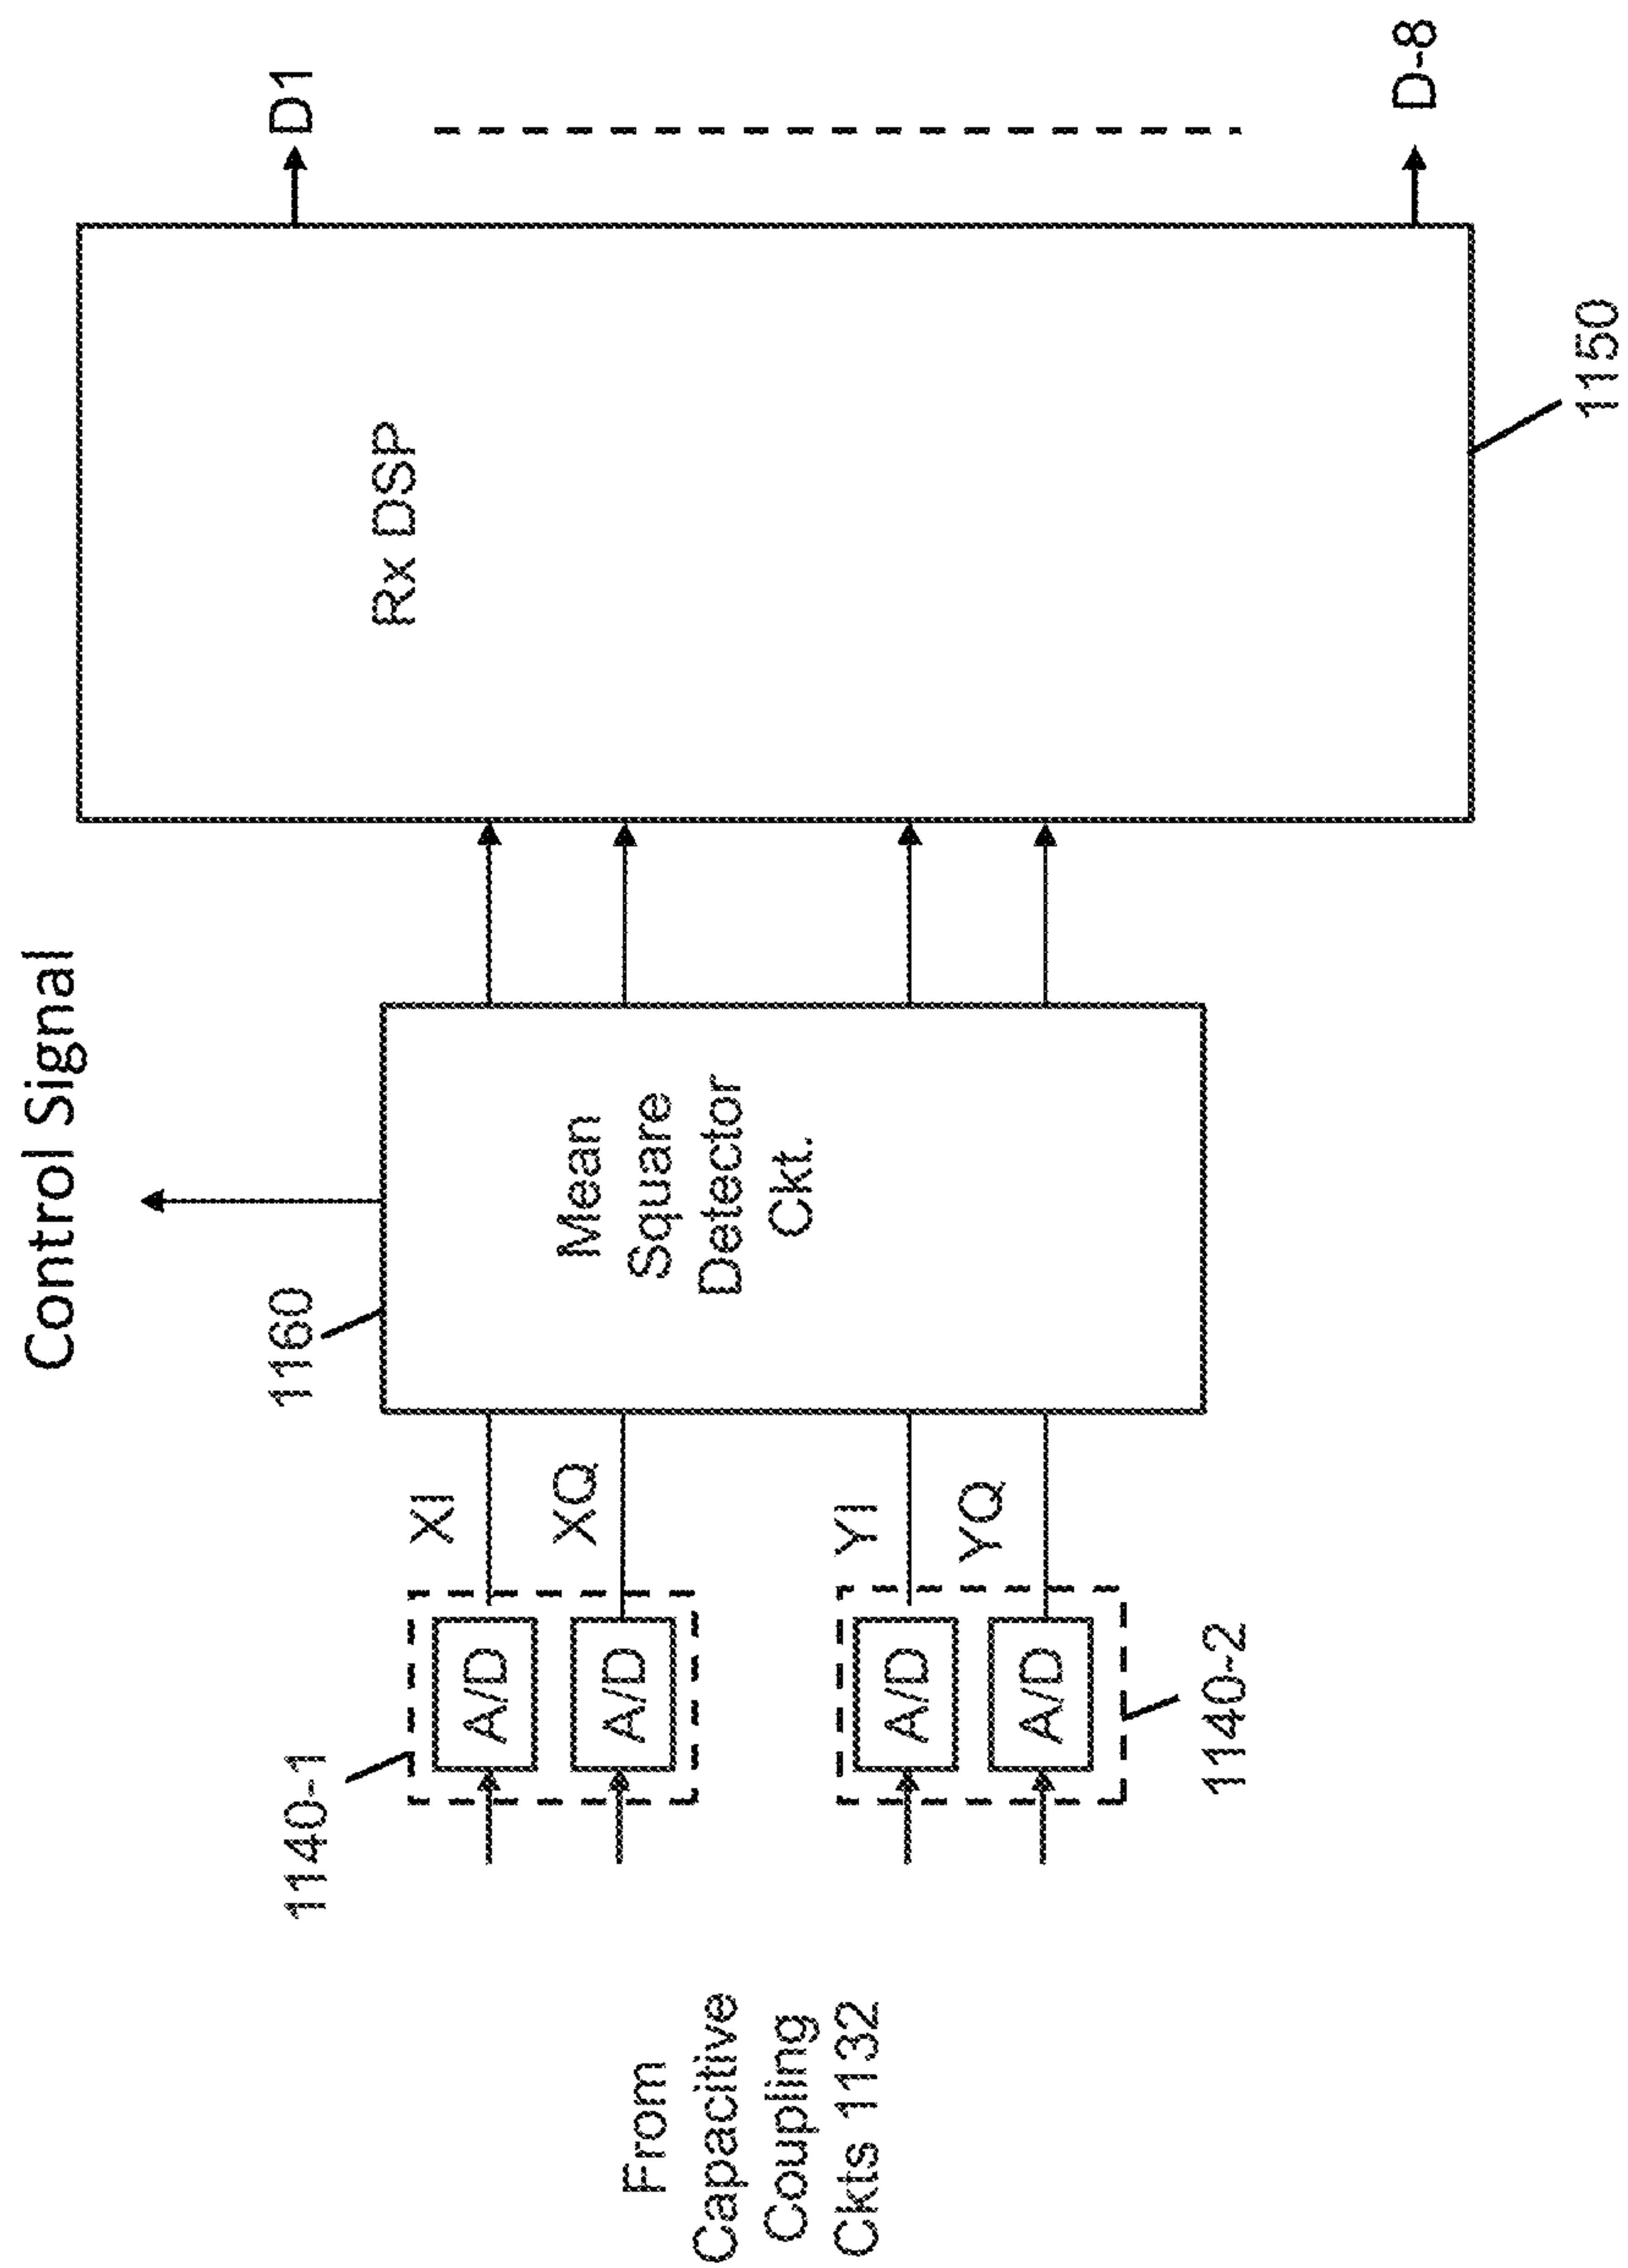 Control Signal
1140-1
1160
D1
XI
A/D
XQ
A/D
Mean
Square
Detector
Ckt.
Rx DSP
From
Capacitive
Coupling
Ckts 1132
YI
A/D
YQ
A/D
1140-2
D-8
1150